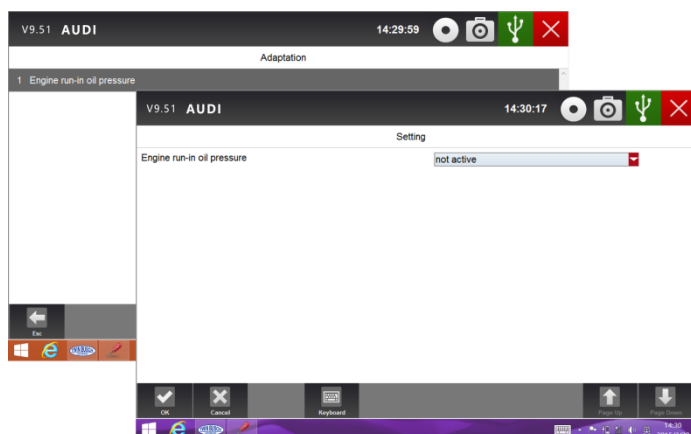 V9.51 AUDI 14:29:59
Adaptation
1 Engine run-in oil pressure
Esc
V9.51 AUDI 14:30:17
Setting
Engine run-in oil pressure not active
OK Cancel Keyboard Page Up Page Down
14:30